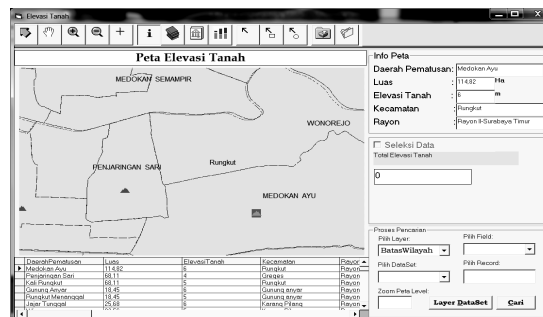 Elevasi Tanah
Peta Elevasi Tanah
MEDOKAN SEMAMPIR
WONOREJO
PENJARINGAN SARI
Rungkut
MEDOKAN AYU
Info Peta
Daerah Pematusan: Medokan Ayu
Luas : 114,82 Ha
Elevasi Tanah : 6 m
Kecamatan : Rungkut
Rayon : Rayon II-Surabaya Timur
Seleksi Data
Total Elevasi Tanah
0
Proses Pencarian
Pilih Layer: Pilih Field:
BatasWilayah
Pilih DataSet: Pilih Record:
Zoom Peta Level:
Layer DataSet Cari
DaerahPematusan Luas ElevasiTanah Kecamatan Rayon
Medokan Ayu 114,82 6 Rungkut Rayon
Penjaringan Sari 68,11 4 Greges Rayon
Kali Rungkut 68,11 5 Rungkut Rayon
Gunung Anyar 18,45 6 Gunung anyar Rayon
Rungkut Menanggal 18,45 5 Gunung anyar Rayon
Jajar Tunggal 25,68 6 Karang Pilang Rayon